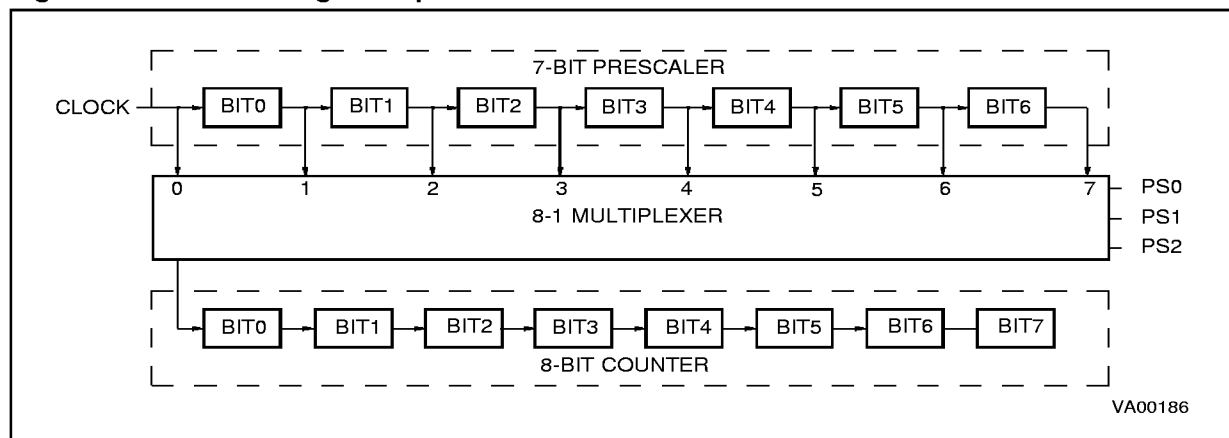 7-BIT PRESCALER
CLOCK BIT0 BIT1 BIT2 BIT3 BIT4 BIT5 BIT6
0 1 2 3 4 5 6 7 PS0
8-1 MULTIPLEXER PS1
PS2
BIT0 BIT1 BIT2 BIT3 BIT4 BIT5 BIT6 BIT7
8-BIT COUNTER
VA00186